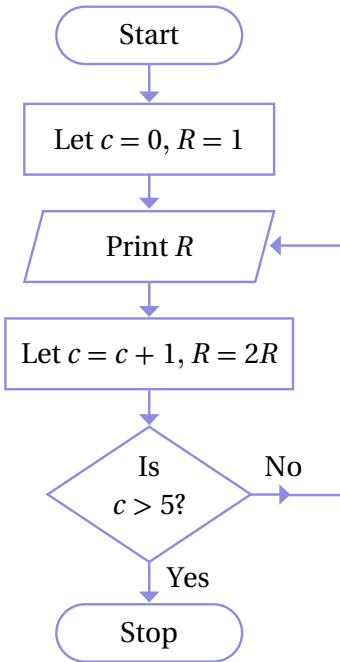 Start
Let c = 0, R = 1
Print R
Let c = c + 1, R = 2R
Is
c > 5?
No
Yes
Stop